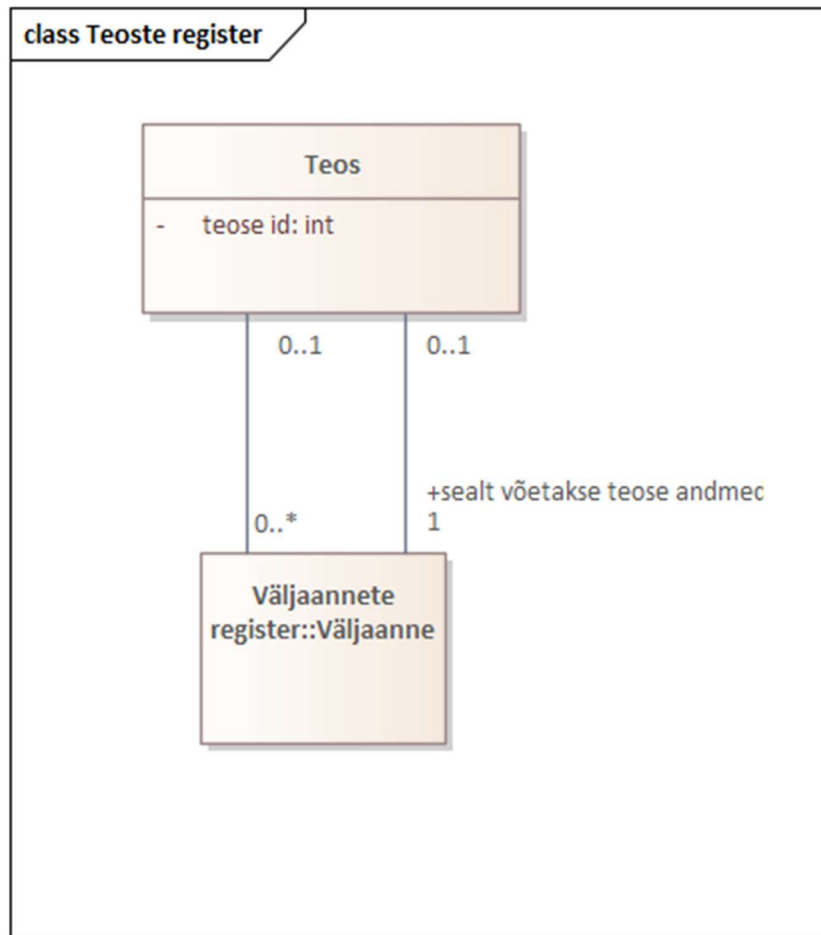 class Teoste register
Teos
- teose id: int
0..1 0..1
+sealt võetakse teose andmed
0..* 1
Väljaannete
register::Väljaanne